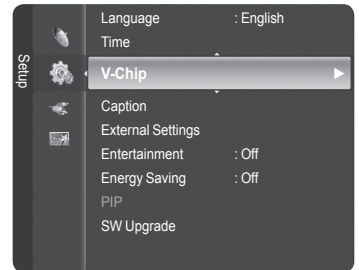 Setup
Language : English
Time
V-Chip
Caption
External Settings
Entertainment : Off
Energy Saving : Off
PIP
SW Upgrade